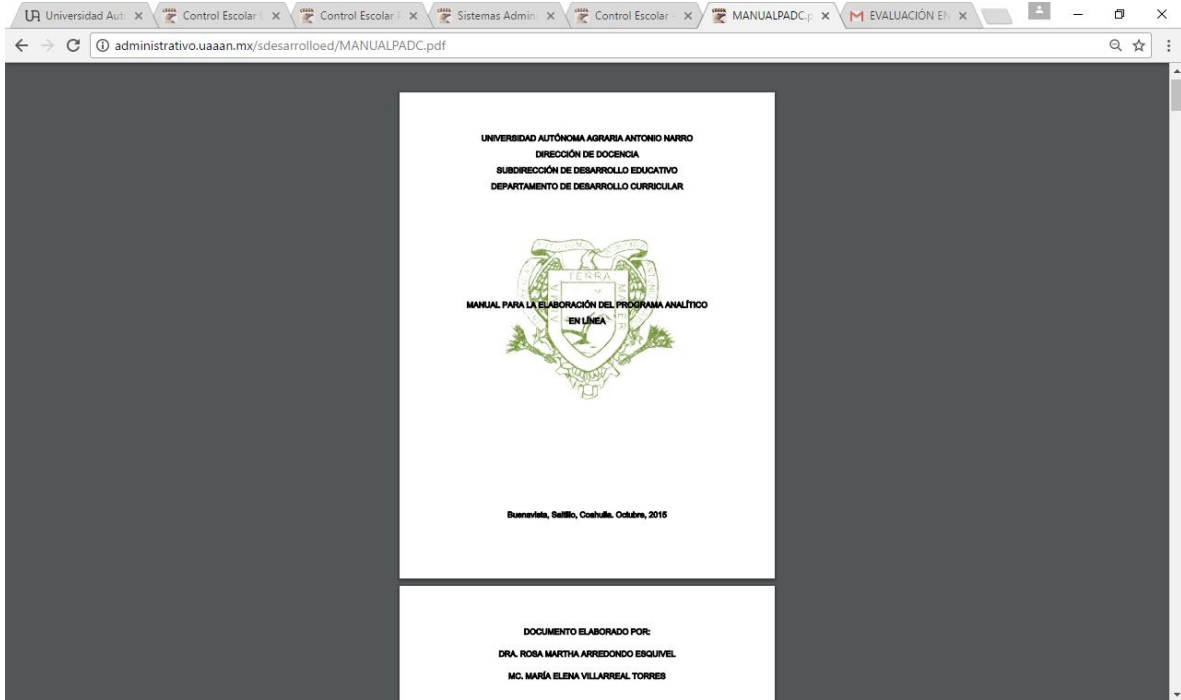 Universidad Aut
Control Escolar
Control Escolar
Sistemas Admini
Control Escolar -
MANUALPADC.p
EVALUACIÓN EN
administrativo.uaaan.mx/sdesarrolloed/MANUALPADC.pdf
UNIVERSIDAD AUTÓNOMA AGRARIA ANTONIO NARRO
DIRECCIÓN DE DOCENCIA
SUBDIRECCIÓN DE DESARROLLO EDUCATIVO
DEPARTAMENTO DE DESARROLLO CURRICULAR
TERRA
ALMA
MATER
MANUAL PARA LA ELABORACIÓN DEL PROGRAMA ANALÍTICO
EN LÍNEA
Buenavista, Saltillo, Coahuila. Octubre, 2015
DOCUMENTO ELABORADO POR:
DRA. ROSA MARTHA ARREDONDO ESQUIVEL
MC. MARÍA ELENA VILLARREAL TORRES